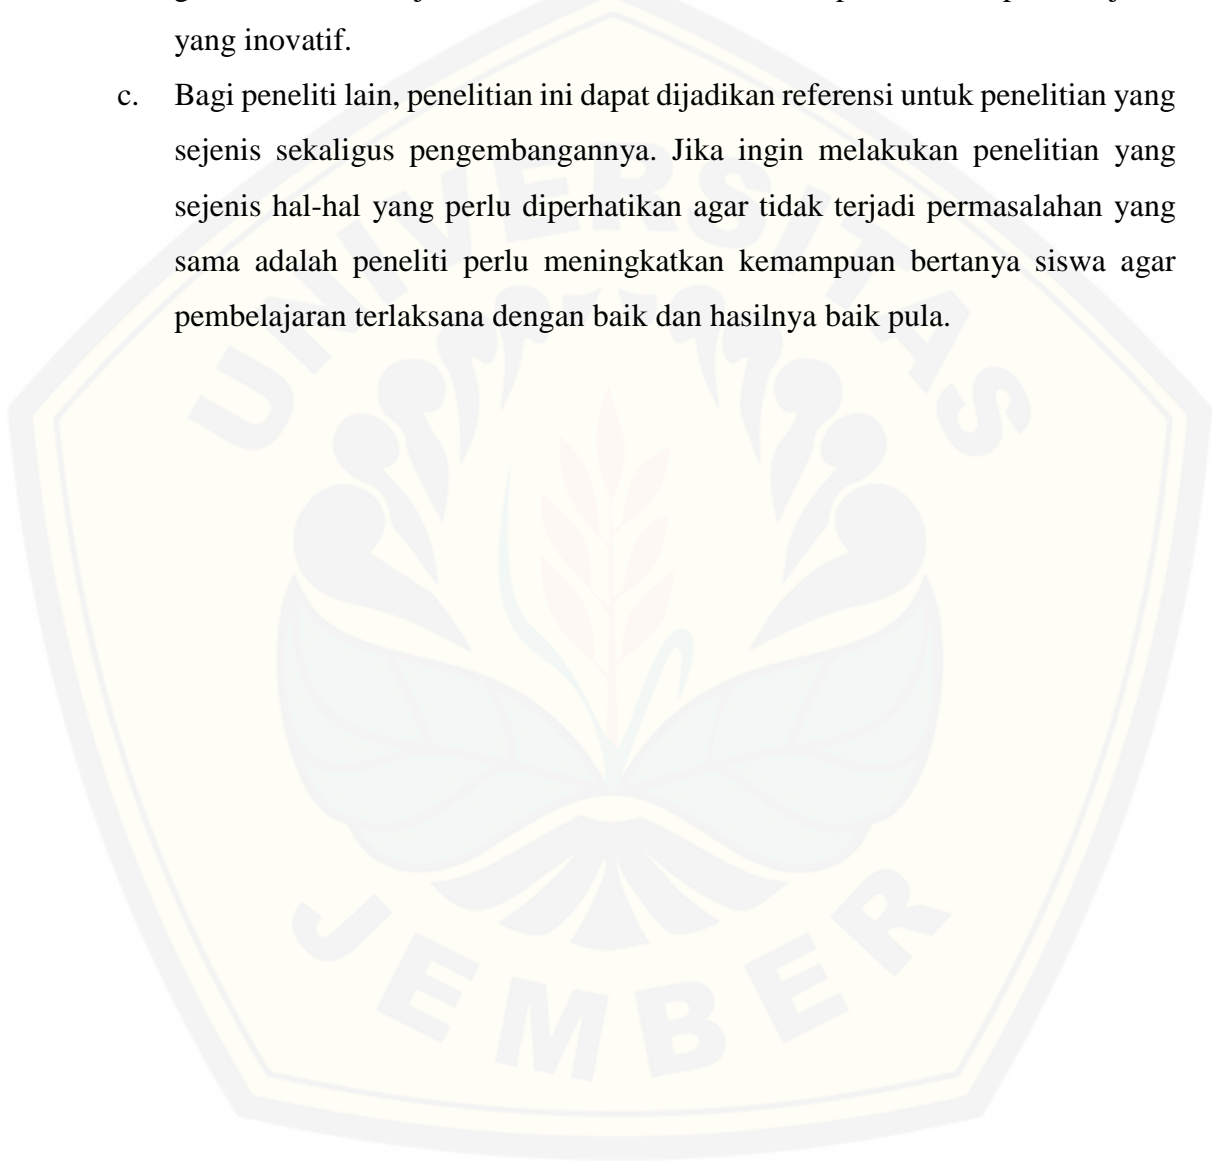 yang inovatif.
c. Bagi peneliti lain, penelitian ini dapat dijadikan referensi untuk penelitian yang
sejenis sekaligus pengembangannya. Jika ingin melakukan penelitian yang
sejenis hal-hal yang perlu diperhatikan agar tidak terjadi permasalahan yang
sama adalah peneliti perlu meningkatkan kemampuan bertanya siswa agar
pembelajaran terlaksana dengan baik dan hasilnya baik pula.
UNIVERSITAS
JEMBER